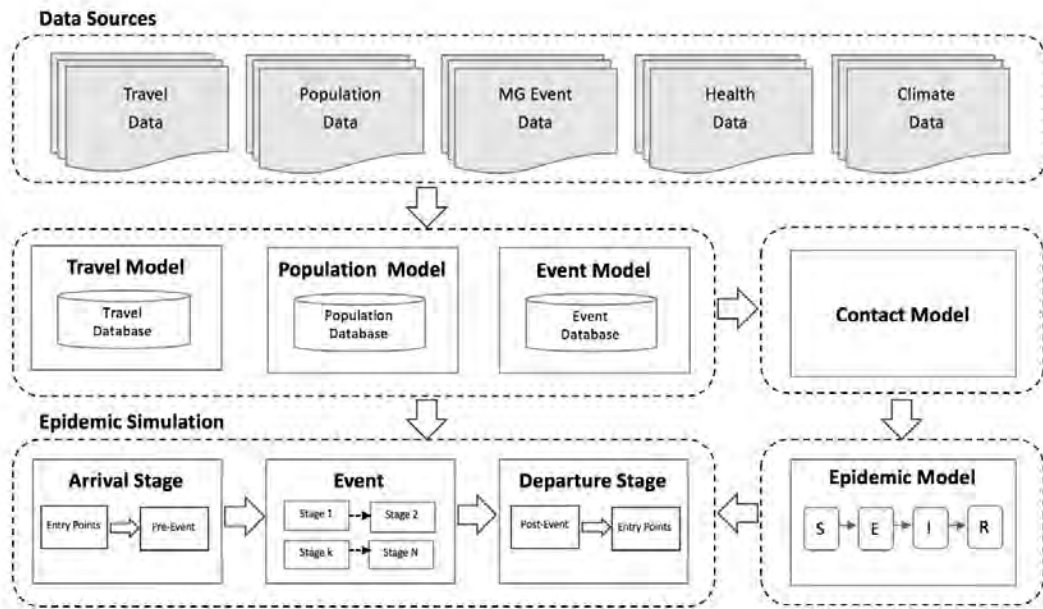 Data Sources
Travel
Data
Population
Data
MG Event
Data
Health
Data
Climate
Data
Travel Model
Travel
Database
Population Model
Population
Database
Event Model
Event
Database
Contact Model
Epidemic Simulation
Arrival Stage
Entry Points
Pre-Event
Event
Stage 1
Stage 2
Stage k
Stage N
Departure Stage
Post-Event
Entry Points
Epidemic Model
S
E
I
R